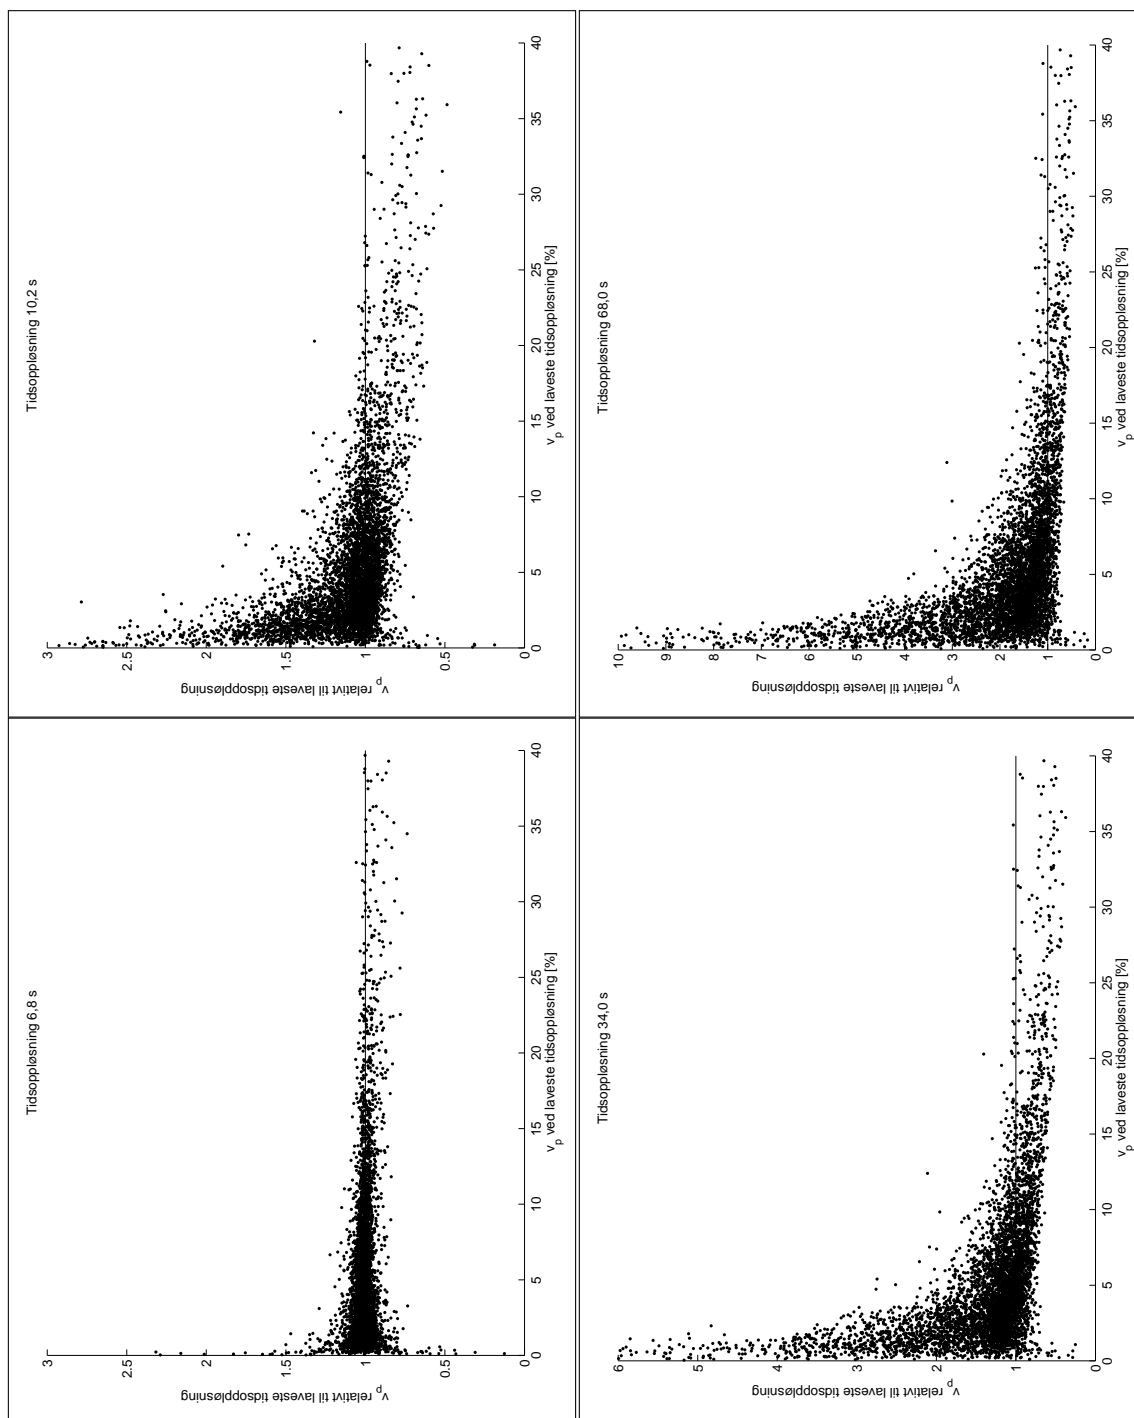 Tidsoppløsning 6,8 s
3
2.5
2
1.5
1
0.5
0
v_p relativt til laveste tidsoppløsning
0 5 10 15 20 25 30 35 40
v_p ved laveste tidsoppløsning [%]
Tidsoppløsning 10,2 s
3
2.5
2
1.5
1
0.5
0
v_p relativt til laveste tidsoppløsning
0 5 10 15 20 25 30 35 40
v_p ved laveste tidsoppløsning [%]
Tidsoppløsning 34,0 s
6
5
4
3
2
1
0
v_p relativt til laveste tidsoppløsning
0 5 10 15 20 25 30 35 40
v_p ved laveste tidsoppløsning [%]
Tidsoppløsning 68,0 s
10
9
8
7
6
5
4
3
2
1
0
v_p relativt til laveste tidsoppløsning
0 5 10 15 20 25 30 35 40
v_p ved laveste tidsoppløsning [%]